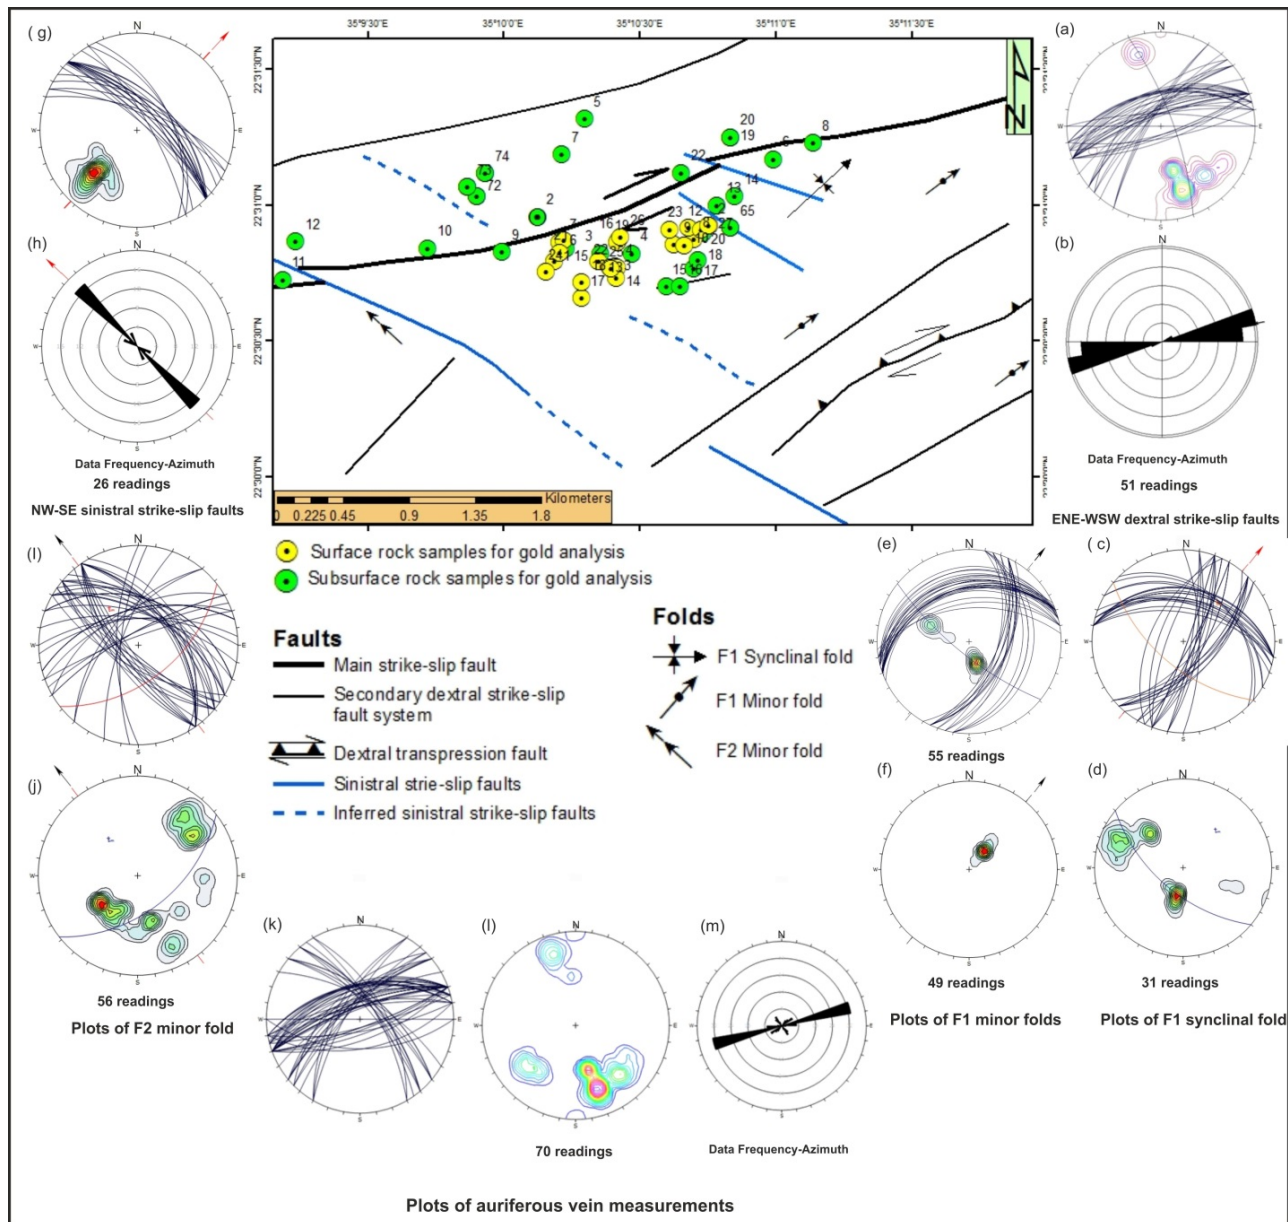 35°9'30"E 35°10'0"E 35°10'30"E 35°11'0"E 35°11'30"E
22°31'30"N
22°31'0"N
22°30'30"N
22°30'0"N
( g)
N
W
E
S
(h)
N
S
Data Frequency-Azimuth
26 readings
NW-SE sinistral strike-slip faults
5
7
74
73
72
2
12
11
10
9
20
19
6
8
22
14
13
2
65
23
12
27
8
9
20
18
17
15
16
19
26
4
3
7
15
25
13
14
17
N
0 0.225 0.45 0.9 1.35 1.8
Kilometers
(a)
N
W
E
S
(b)
N
Data Frequency-Azimuth
51 readings
ENE-WSW dextral strike-slip faults
Surface rock samples for gold analysis
Subsurface rock samples for gold analysis
Faults
Main strike-slip fault
Secondary dextral strike-slip
fault system
Dextral transpression fault
Sinistral strie-slip faults
Inferred sinistral strike-slip faults
Folds
F1 Synclinal fold
F1 Minor fold
F2 Minor fold
(I)
N
W
E
S
(j)
N
W
E
S
56 readings
Plots of F2 minor fold
(e)
N
W
E
S
55 readings
( c)
N
W
E
S
(f)
N
W
E
S
49 readings
Plots of F1 minor folds
(d)
N
W
E
S
31 readings
Plots of F1 synclinal fold
(k)
N
W
E
S
(l)
N
W
E
S
70 readings
(m)
N
W
E
S
Data Frequency-Azimuth
Plots of auriferous vein measurements